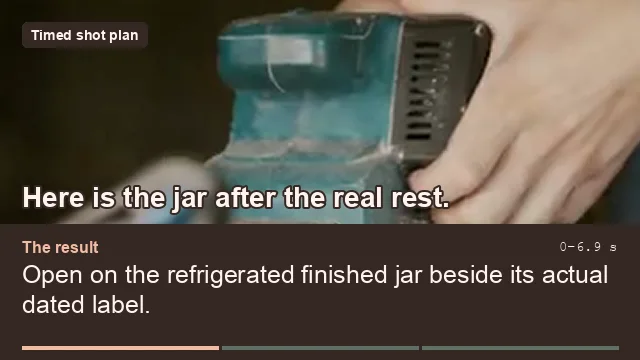 Timed shot plan
Here is the jar after the real rest.
The result
0–6.9 s
Open on the refrigerated finished jar beside its actual
dated label.